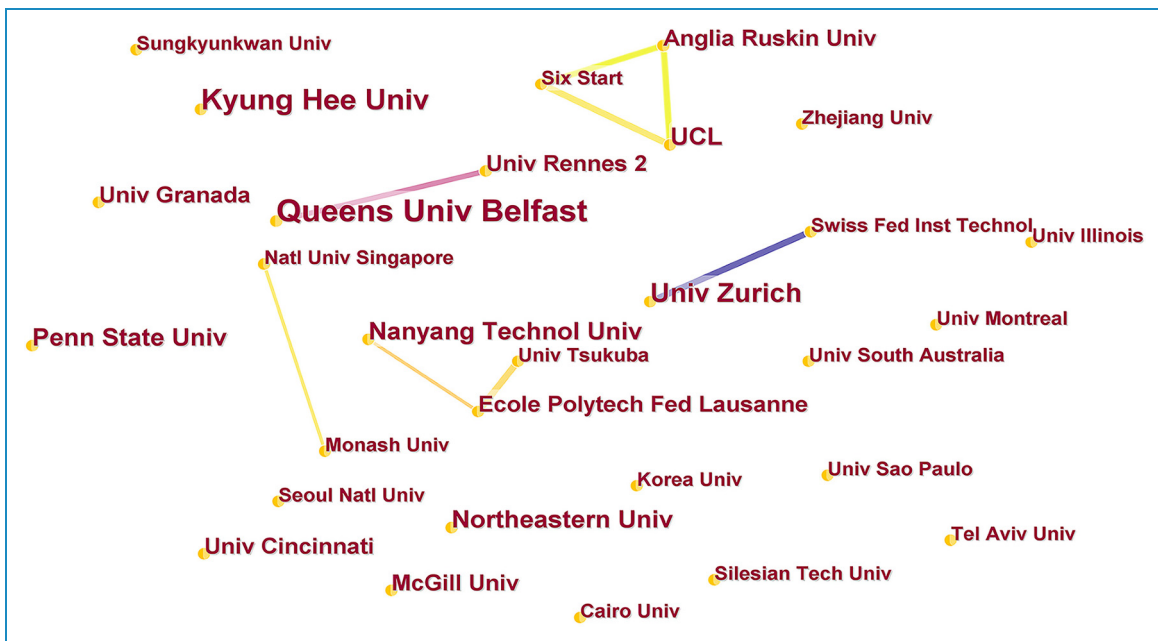 Sungkyunkwan Univ
Anglia Ruskin Univ
Six Start
Kyung Hee Univ
Zhejiang Univ
UCL
Univ Rennes 2
Univ Granada
Queens Univ Belfast
Swiss Fed Inst Technol
Univ Illinois
Natl Univ Singapore
Univ Zurich
Univ Montreal
Penn State Univ
Nanyang Technol Univ
Univ Tsukuba
Univ South Australia
Ecole Polytech Fed Lausanne
Monash Univ
Univ Sao Paulo
Korea Univ
Seoul Natl Univ
Northeastern Univ
Tel Aviv Univ
Univ Cincinnati
Silesian Tech Univ
McGill Univ
Cairo Univ